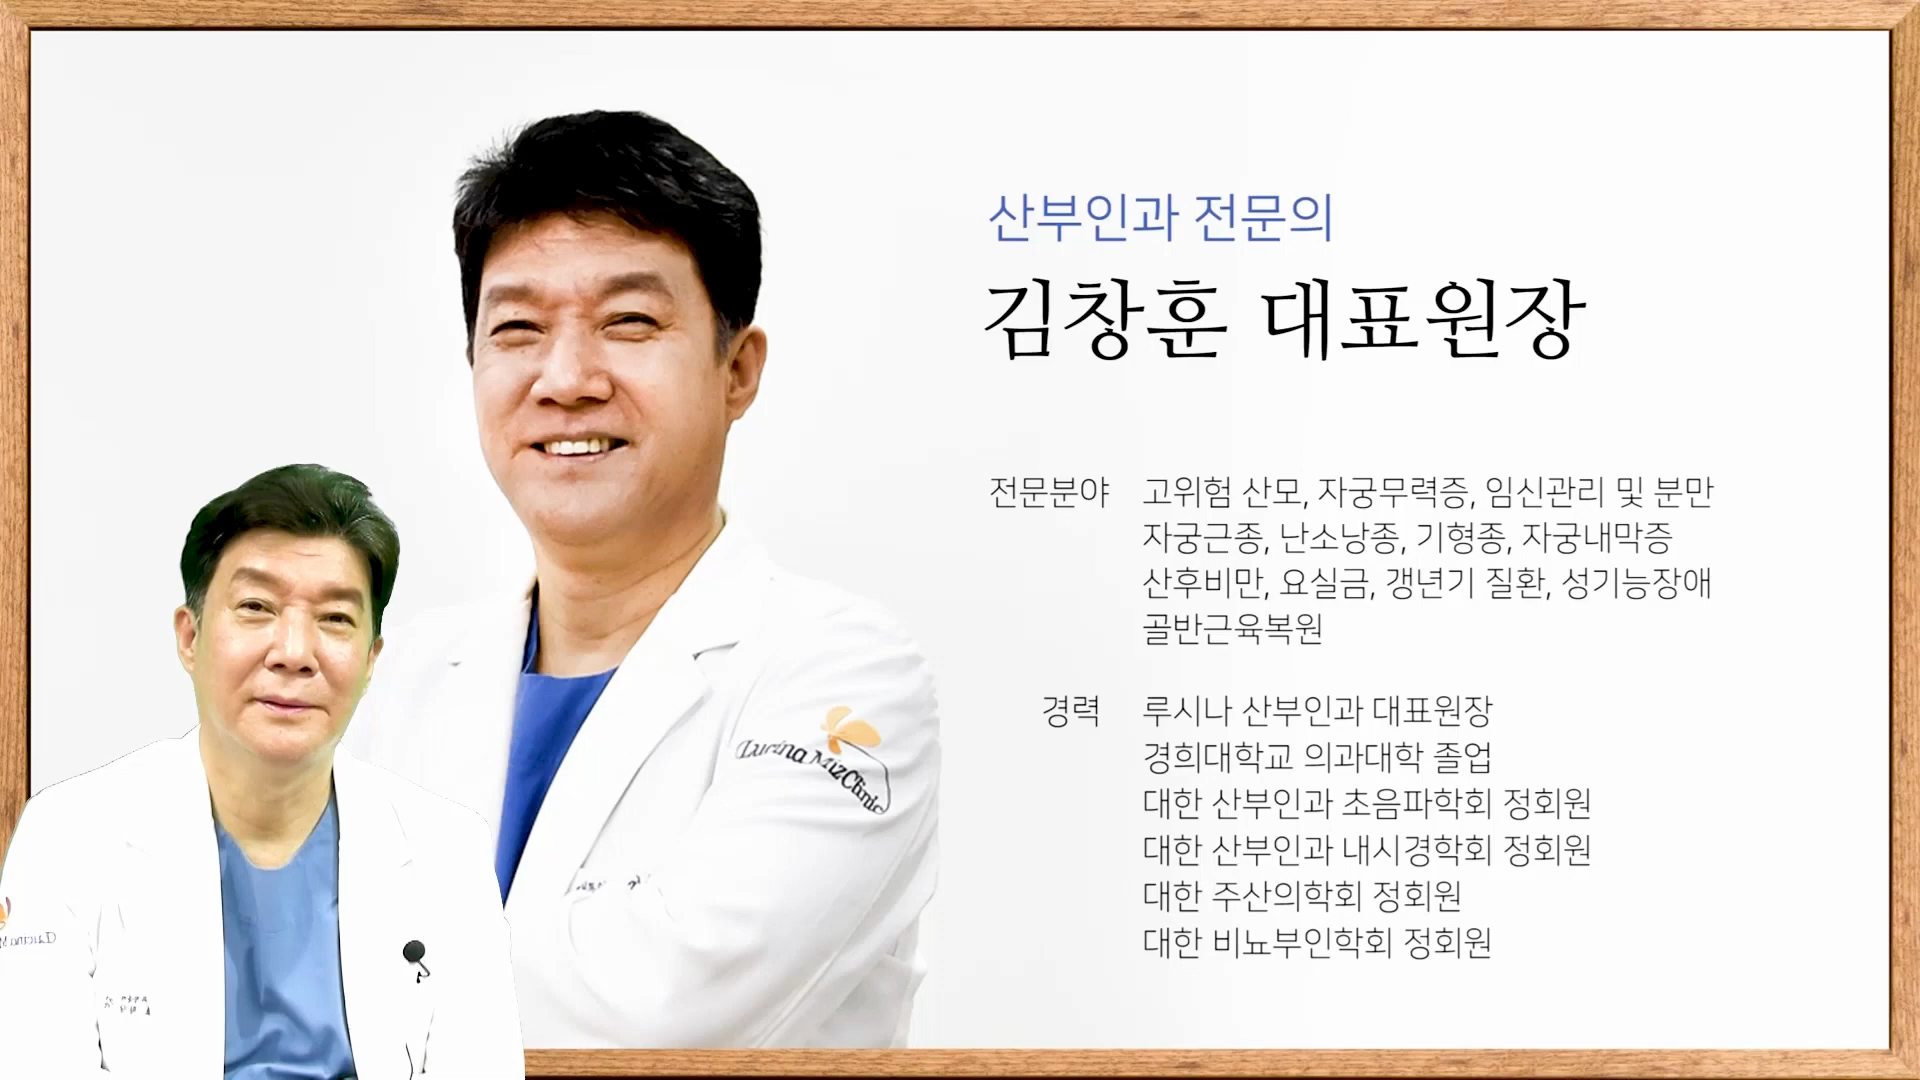 산부인과 전문의
김창훈 대표원장
전문분야 고위험 산모, 자궁무력증, 임신관리 및 분만
자궁근종, 난소낭종, 기형종, 자궁내막증
산후비만, 요실금, 갱년기 질환, 성기능장애
골반근육복원
경력 루시나 산부인과 대표원장
경희대학교 의과대학 졸업
대한 산부인과 초음파학회 정회원
대한 산부인과 내시경학회 정회원
대한 주산의학회 정회원
대한 비뇨부인학회 정회원
Lucina MizClinic